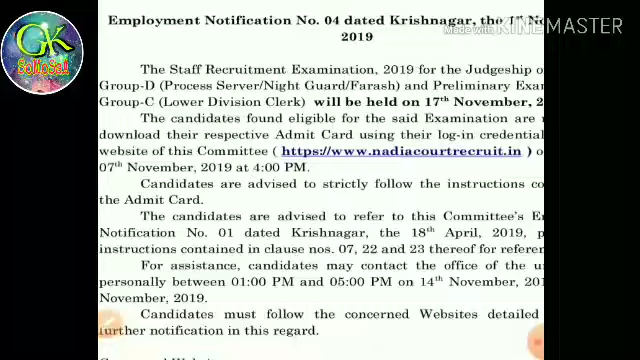 GK
SoMoSal
Made with KINEMASTER
Employment Notification No. 04 dated Krishnagar, the 1st
2019
The Staff Recruitment Examination, 2019 for the Judgeship
Group-D (Process Server/Night Guard/Farash) and Preliminary
Group-C (Lower Division Clerk) will be held on 17th November,
The candidates found eligible for the said Examination are
download their respective Admit Card using their log-in
website of this Committee ( https://www.nadiacourtrecruit.in )
07th November, 2019 at 4:00 PM.
Candidates are advised to strictly follow the instructions
the Admit Card.
The candidates are advised to refer to this Committee's
Notification No. 01 dated Krishnagar, the 18th April, 2019,
instructions contained in clause nos. 07, 22 and 23 thereof for
For assistance, candidates may contact the office of the
personally between 01:00 PM and 05:00 PM on 14th November,
November, 2019.
Candidates must follow the concerned Websites detailed
further notification in this regard.